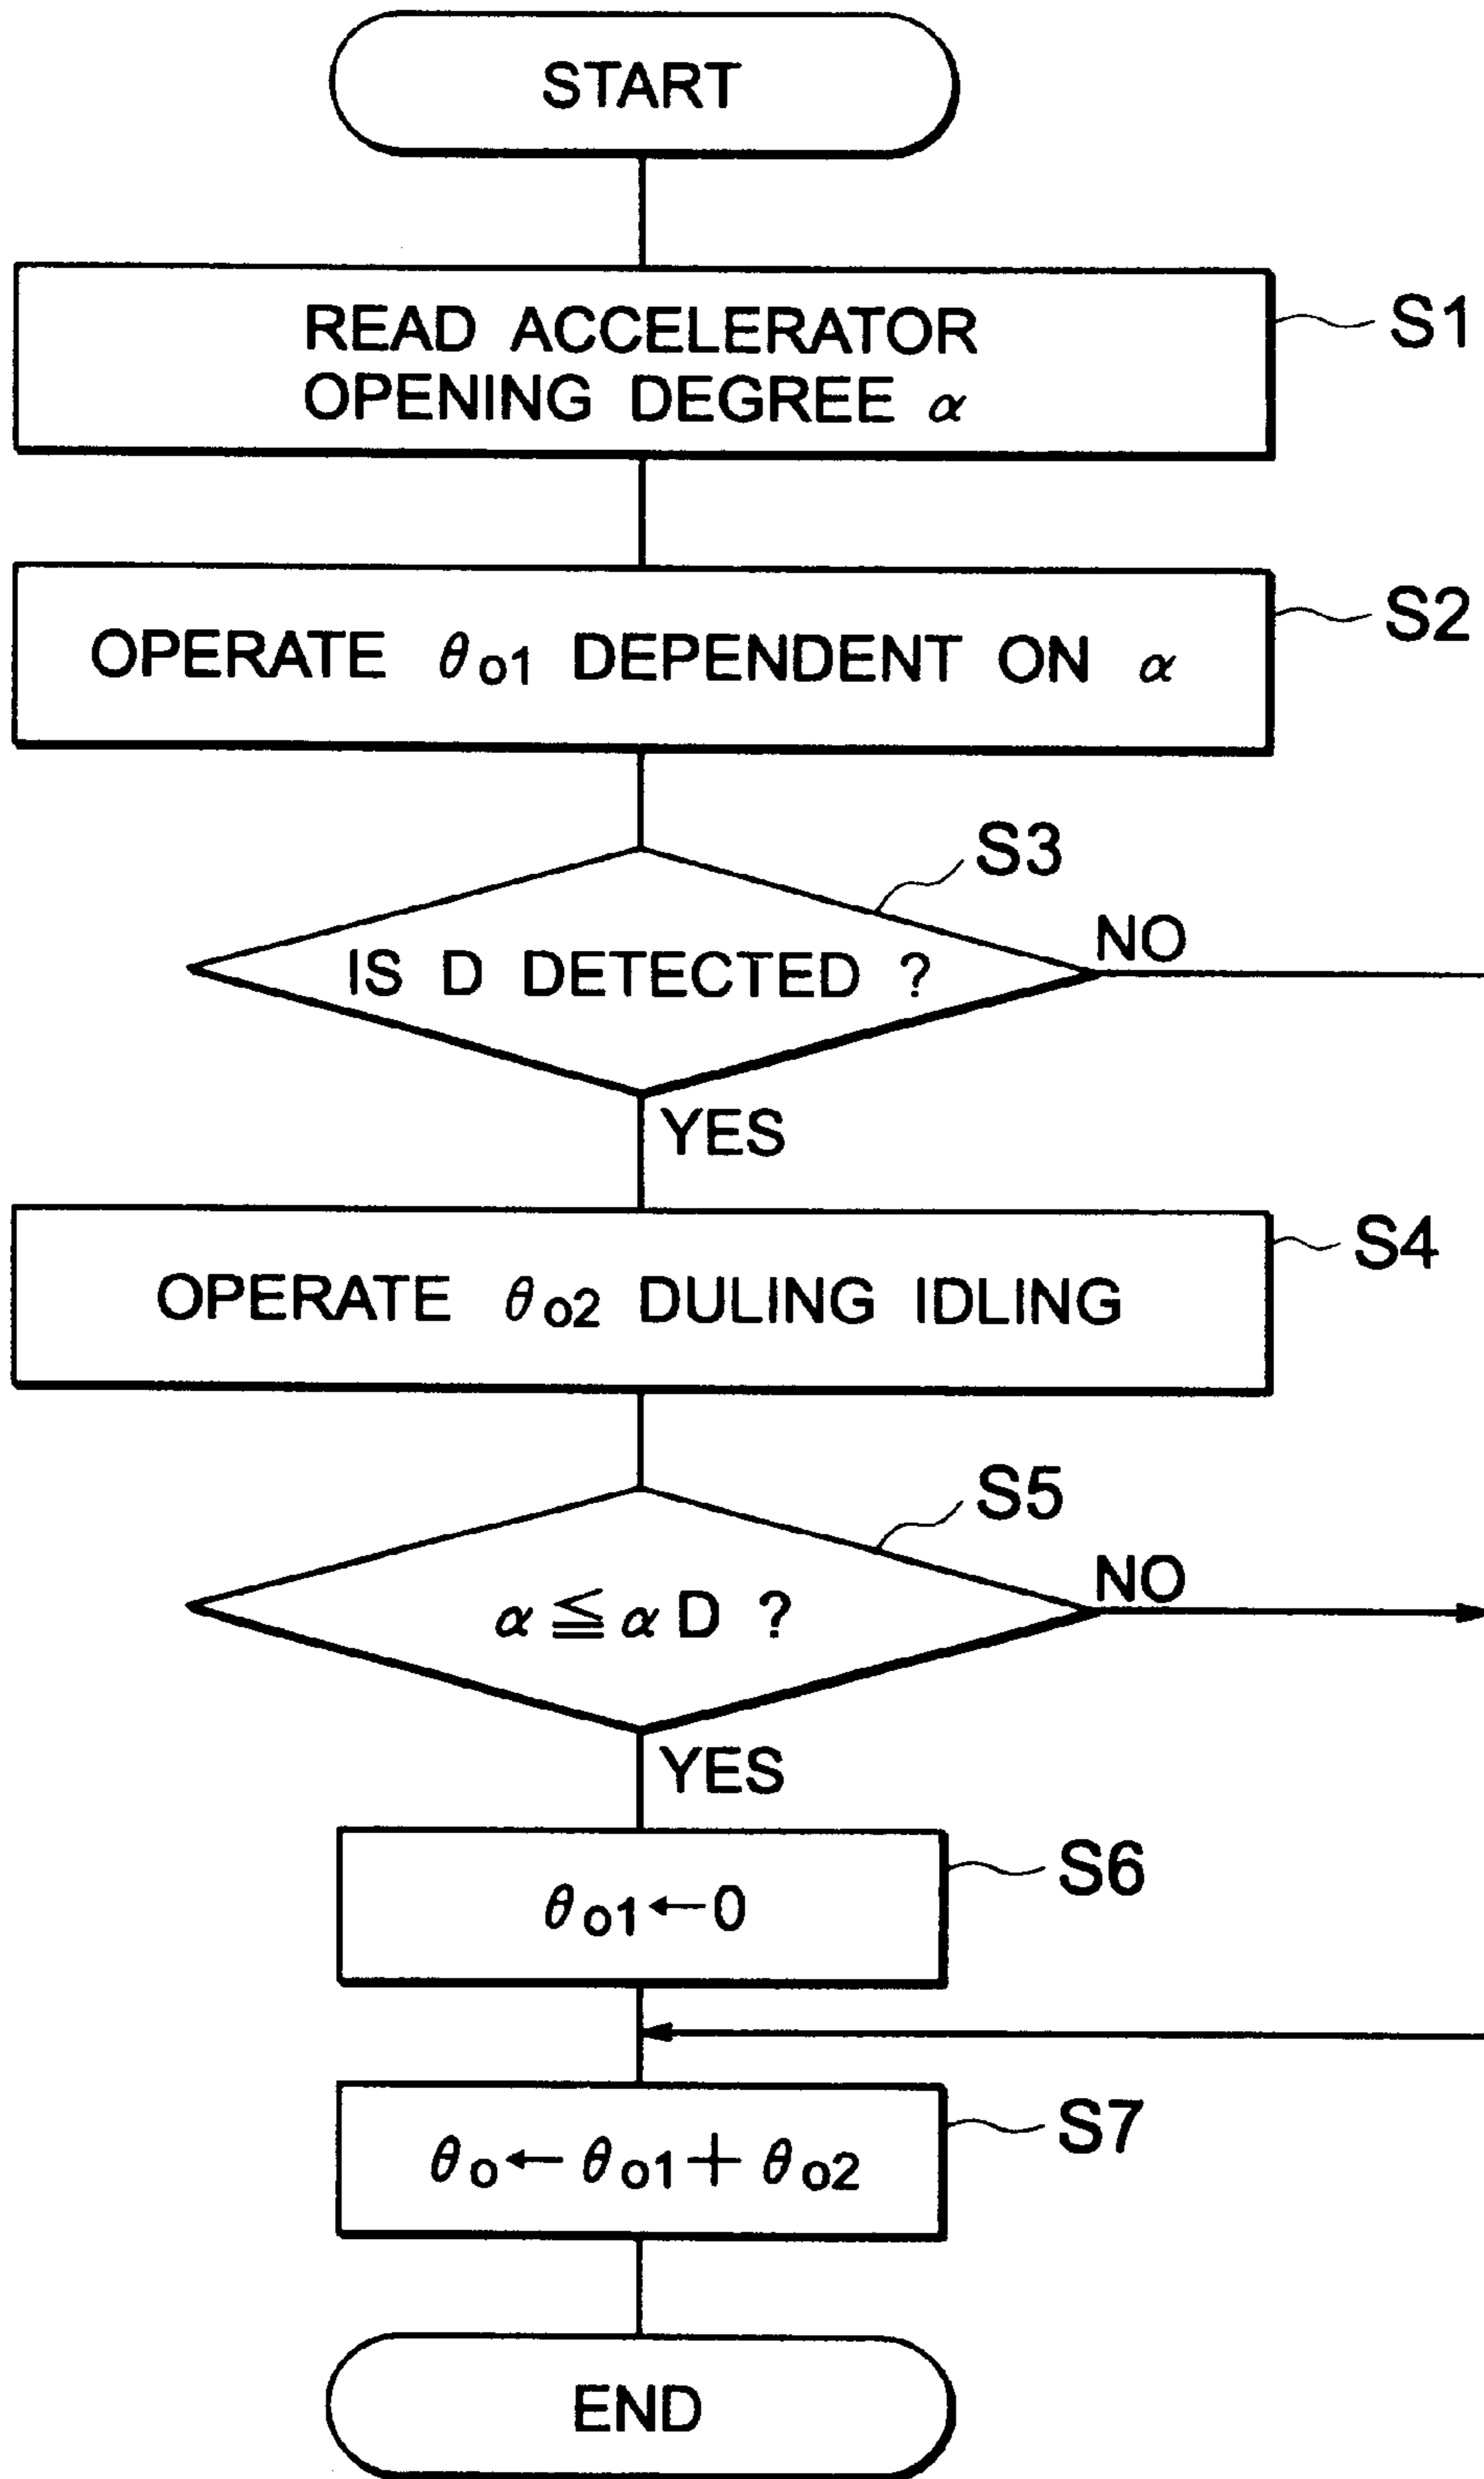 START
READ ACCELERATOR
OPENING DEGREE α
S1
OPERATE θo1 DEPENDENT ON α
S2
S3
IS D DETECTED ?
NO
YES
OPERATE θo2 DULING IDLING
S4
S5
α ≦ α D ?
NO
YES
θo1←0
S6
θo← θo1+ θo2
S7
END